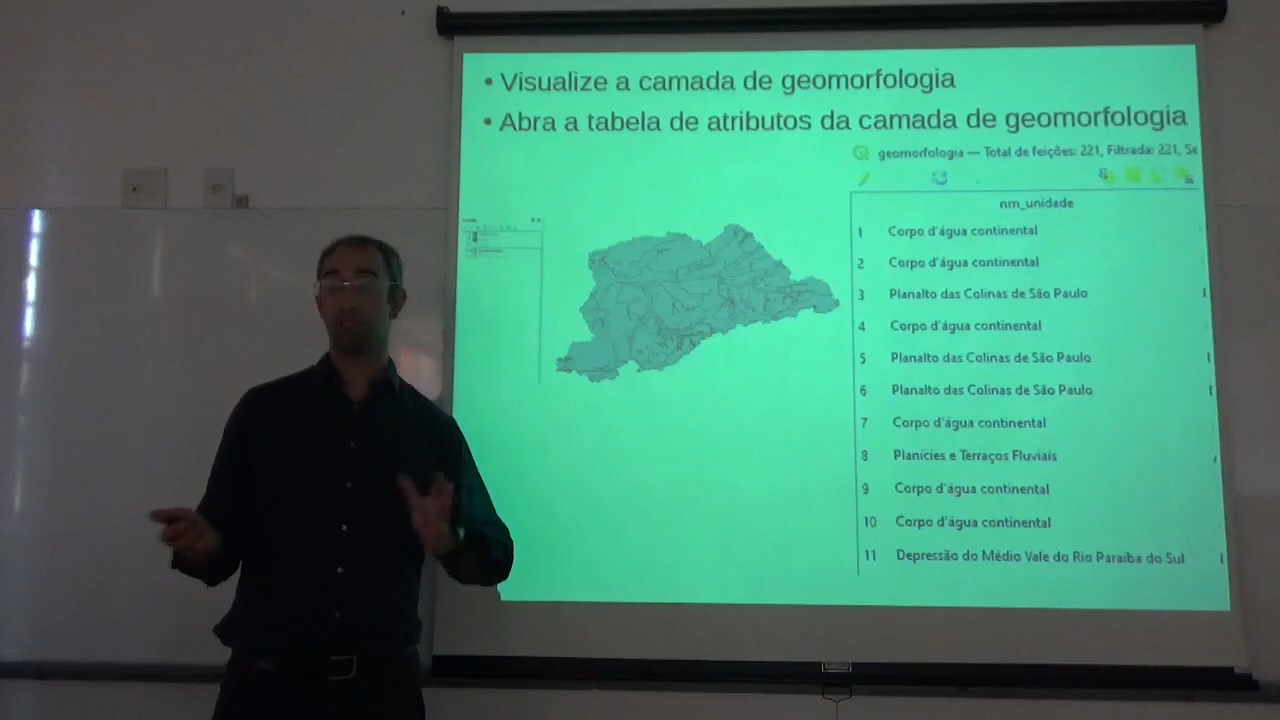 • Visualize a camada de geomorfologia
• Abra a tabela de atributos da camada de geomorfologia
geomorfologia — Total de feições: 221, Filtrada: 221, Se
nm_unidade
1 Corpo d'água continental
2 Corpo d'água continental
3 Planalto das Colinas de São Paulo
4 Corpo d'água continental
5 Planalto das Colinas de São Paulo
6 Planalto das Colinas de São Paulo
7 Corpo d'água continental
8 Planícies e Terraços Fluviais
9 Corpo d'água continental
10 Corpo d'água continental
11 Depressão do Médio Vale do Rio Paraíba do Sul